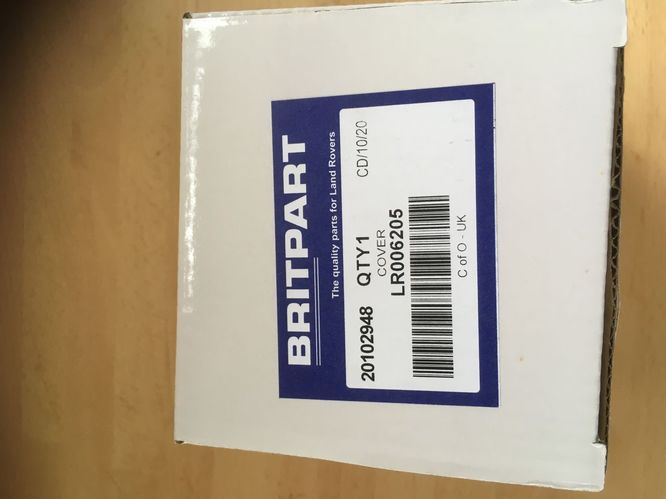 BRITPART
The quality parts for Land Rovers
CD/10/20
20102948 QTY1
COVER
LR006205
C of O - UK